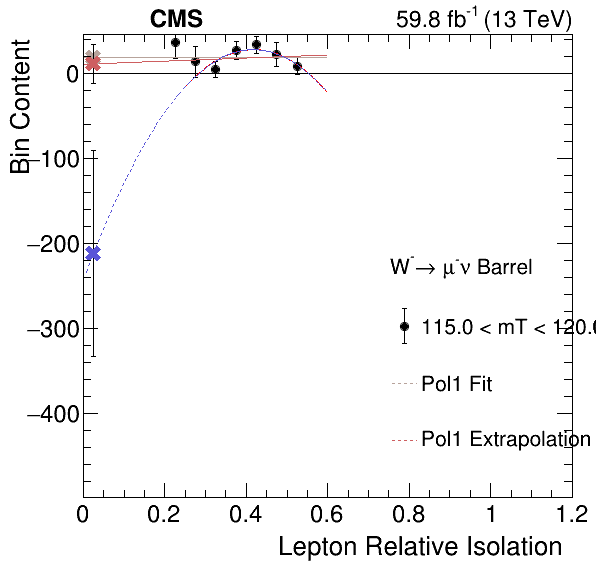 CMS
59.8 fb⁻¹ (13 TeV)
Bin Content
0
−100
−200
−300
−400
W⁻→ μ⁻ν Barrel
115.0 < mT < 120.0
Pol1 Fit
Pol1 Extrapolation
0 0.2 0.4 0.6 0.8 1 1.2
Lepton Relative Isolation